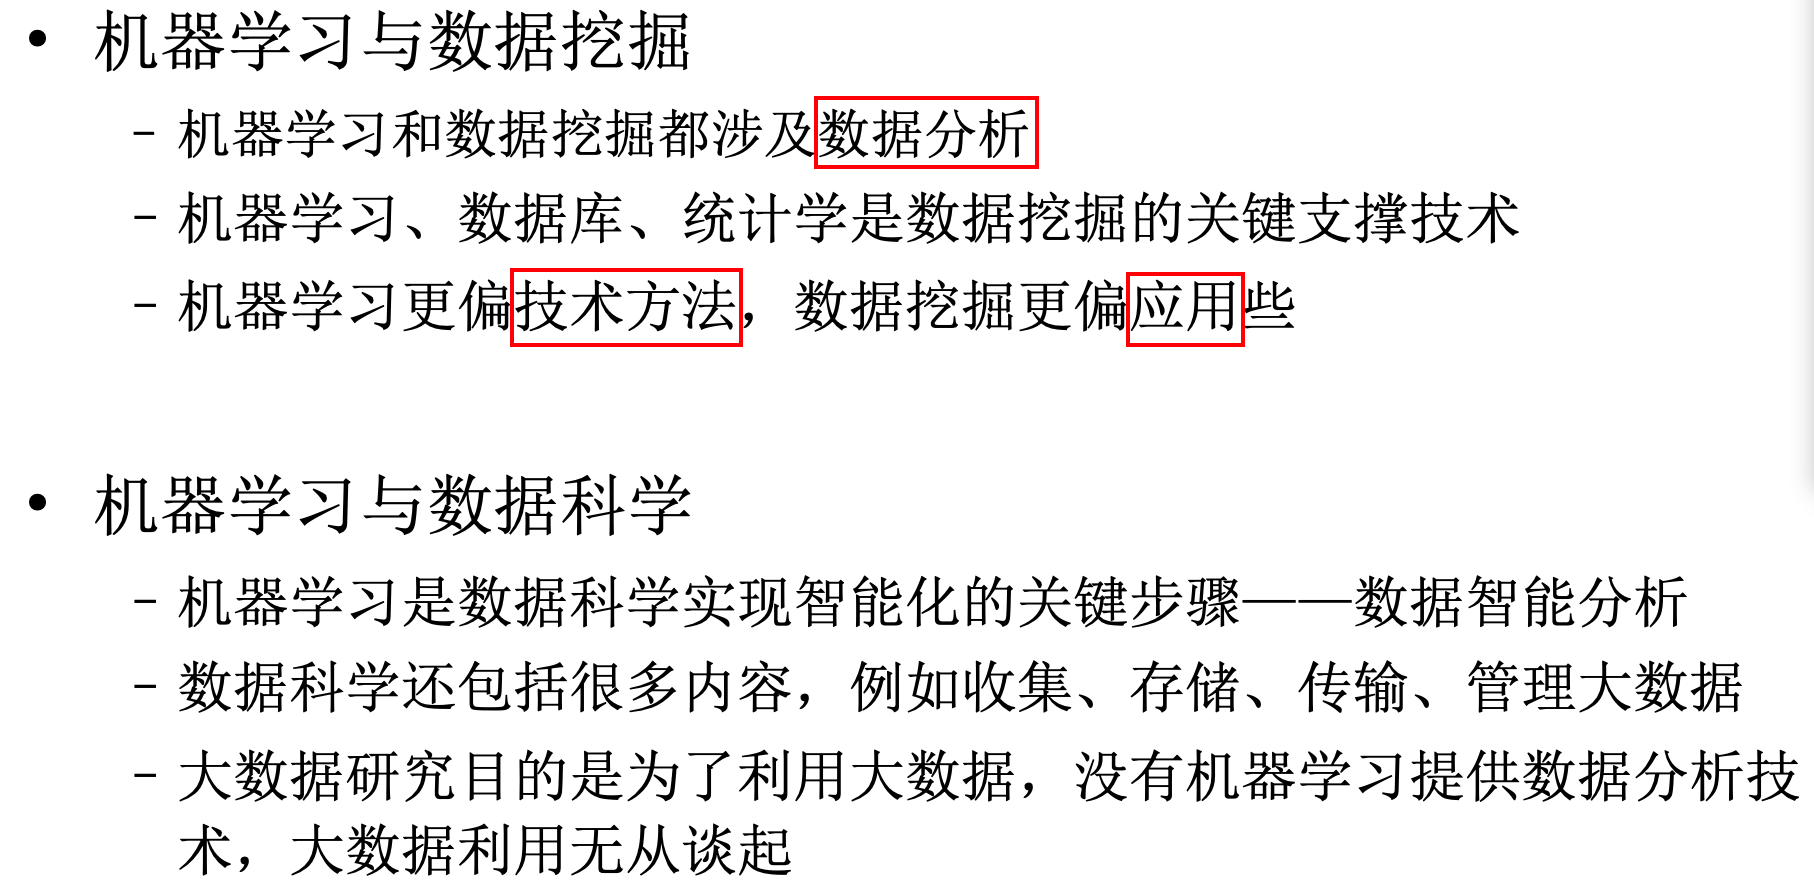 • 机器学习与数据挖掘
– 机器学习和数据挖掘都涉及数据分析
– 机器学习、数据库、统计学是数据挖掘的关键支撑技术
– 机器学习更偏技术方法，数据挖掘更偏应用些
• 机器学习与数据科学
– 机器学习是数据科学实现智能化的关键步骤——数据智能分析
– 数据科学还包括很多内容，例如收集、存储、传输、管理大数据
– 大数据研究目的是为了利用大数据，没有机器学习提供数据分析技
术，大数据利用无从谈起